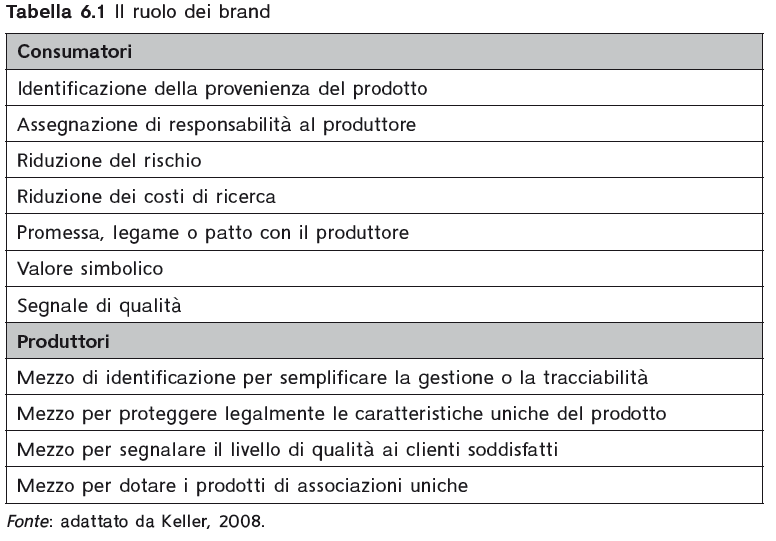 Tabella 6.1 Il ruolo dei brand
Consumatori
Identificazione della provenienza del prodotto
Assegnazione di responsabilità al produttore
Riduzione del rischio
Riduzione dei costi di ricerca
Promessa, legame o patto con il produttore
Valore simbolico
Segnale di qualità
Produttori
Mezzo di identificazione per semplificare la gestione o la tracciabilità
Mezzo per proteggere legalmente le caratteristiche uniche del prodotto
Mezzo per segnalare il livello di qualità ai clienti soddisfatti
Mezzo per dotare i prodotti di associazioni uniche
Fonte: adattato da Keller, 2008.